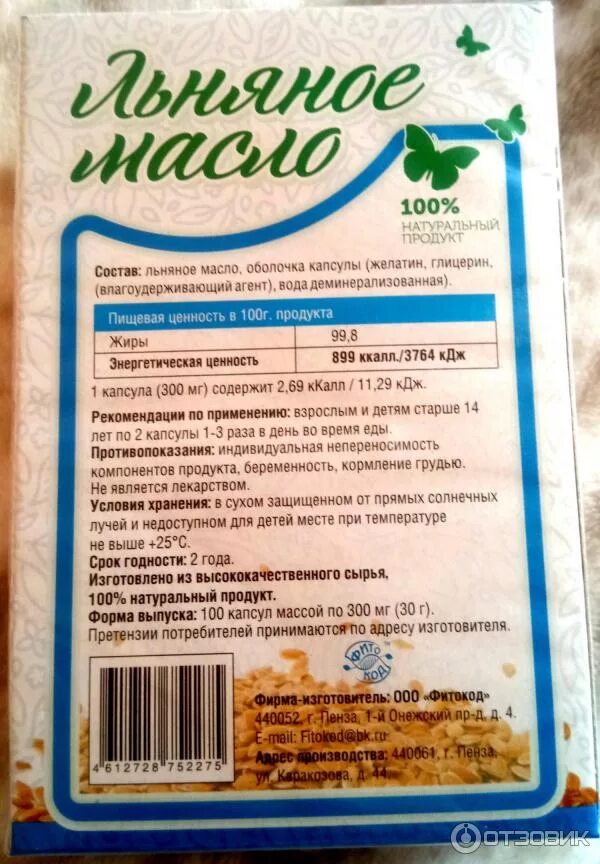 Льняное
масло
100%
НАТУРАЛЬНЫЙ
ПРОДУКТ
Состав: льняное масло, оболочка капсулы (желатин, глицерин,
(влагоудерживающий агент), вода деминерализованная).
Пищевая ценность в 100г. продукта
Жиры 99,8
Энергетическая ценность 899 ккалл./3764 кДж
1 капсула (300 мг) содержит 2,69 кКалл / 11,29 кДж.
Рекомендации по применению: взрослым и детям старше 14
лет по 2 капсулы 1-3 раза в день во время еды.
Противопоказания: индивидуальная непереносимость
компонентов продукта, беременность, кормление грудью.
Не является лекарством.
Условия хранения: в сухом защищенном от прямых солнечных
лучей и недоступном для детей месте при температуре
не выше +25°С.
Срок годности: 2 года.
Изготовлено из высококачественного сырья,
100% натуральный продукт.
Форма выпуска: 100 капсул массой по 300 мг (30 г).
Претензии потребителей принимаются по адресу изготовителя.
ФИТО
КОД
Фирма-изготовитель: ООО «Фитокод»
440052, г. Пенза, 1-й Онежский пр-д, д. 4.
E-mail: Fitokod@bk.ru
Адрес производства: 440061, г. Пенза,
ул. Каракозова, д. 44.
4 612728 752275
ОТЗОВИК